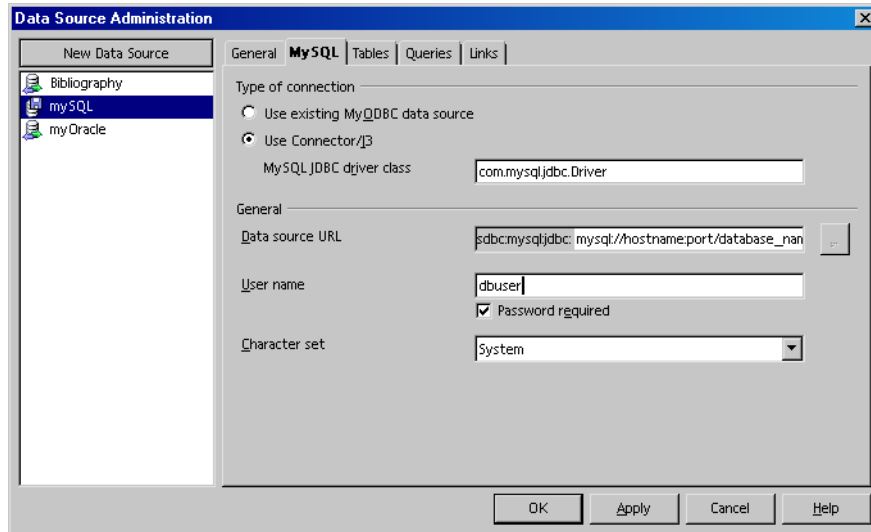 Data Source Administration
New Data Source
Bibliography
mySQL
myOracle
General MySQL Tables Queries Links
Type of connection
Use existing MyODBC data source
Use Connector/J3
MySQL JDBC driver class com.mysql.jdbc.Driver
General
Data source URL sdbc:mysql:jdbc: mysql://hostname:port/database_nan ...
User name dbuser
Password required
Character set System
OK Apply Cancel Help